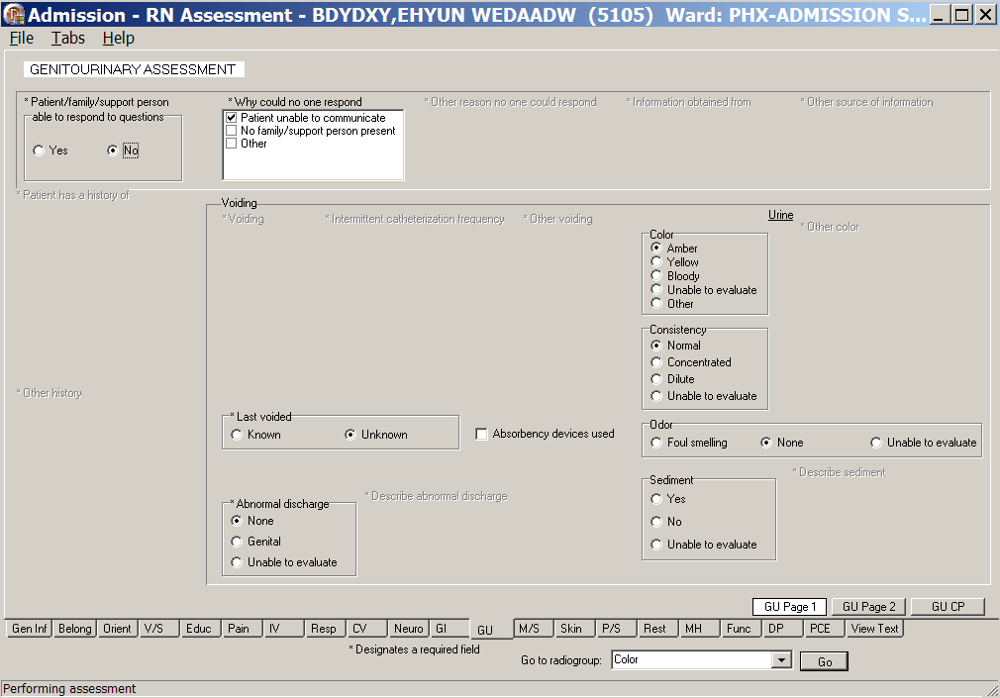 Admission - RN Assessment - BDYDXY,EHYUN WEDAADW (5105) Ward: PHX-ADMISSION S...
File Tabs Help
GENITOURINARY ASSESSMENT
* Patient/family/support person
able to respond to questions
Yes No
* Why could no one respond
Patient unable to communicate
No family/support person present
Other
* Other reason no one could respond
* Information obtained from
* Other source of information
* Patient has a history of
* Other history
Voiding
* Voiding
* Intermittent catheterization frequency
* Other voiding
Urine
* Other color
Color
Amber
Yellow
Bloody
Unable to evaluate
Other
Consistency
Normal
Concentrated
Dilute
Unable to evaluate
* Last voided
Known Unknown
Absorbency devices used
Odor
Foul smelling None Unable to evaluate
* Abnormal discharge
None
Genital
Unable to evaluate
* Describe abnormal discharge
Sediment
Yes
No
Unable to evaluate
* Describe sediment
GU Page 1 GU Page 2 GU CP
Gen Inf Belong Orient V/S Educ Pain IV Resp CV Neuro GI GU M/S Skin P/S Rest MH Func DP PCE View Text
* Designates a required field
Go to radiogroup: Color Go
Performing assessment